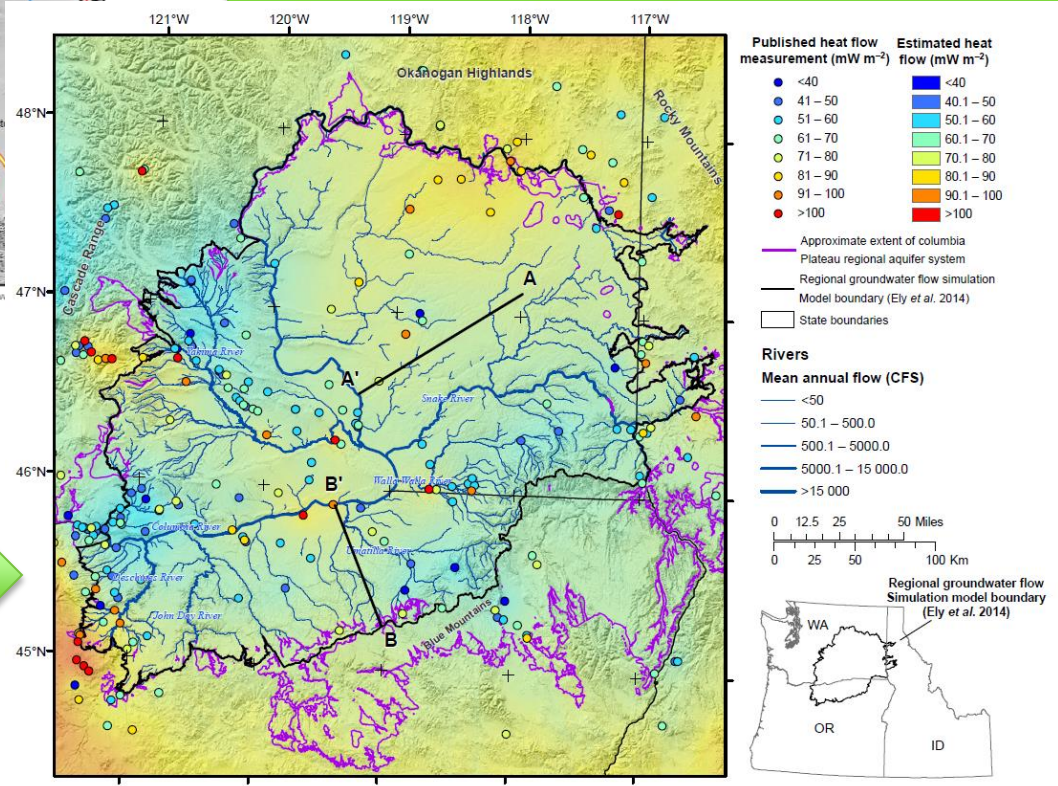 121°W
120°W
119°W
118°W
117°W
48°N
47°N
46°N
45°N
Okanogan Highlands
Rocky Mountains
Cascade Range
A
A'
Yakima River
Snake River
B'
Walla Walla River
Columbia River
Umatilla River
Deschutes River
John Day River
Blue Mountains
B
Published heat flow
measurement (mW m⁻²)
<40
41 – 50
51 – 60
61 – 70
71 – 80
81 – 90
91 – 100
>100
Estimated heat
flow (mW m⁻²)
<40
40.1 – 50
50.1 – 60
60.1 – 70
70.1 – 80
80.1 – 90
90.1 – 100
>100
Approximate extent of columbia
Plateau regional aquifer system
Regional groundwater flow simulation
Model boundary (Ely et al. 2014)
State boundaries
Rivers
Mean annual flow (CFS)
<50
50.1 – 500.0
500.1 – 5000.0
5000.1 – 15 000.0
>15 000
0 12.5 25 50 Miles
0 25 50 100 Km
Regional groundwater flow
Simulation model boundary
(Ely et al. 2014)
WA
OR
ID